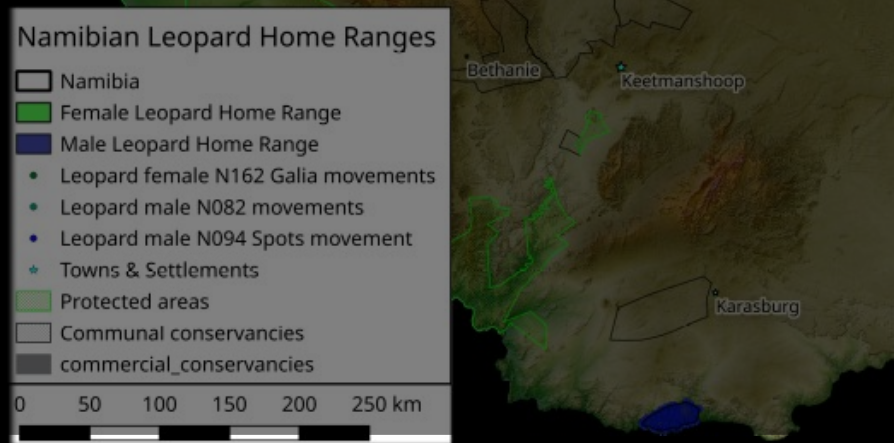 Namibian Leopard Home Ranges
Namibia
Female Leopard Home Range
Male Leopard Home Range
Leopard female N162 Galia movements
Leopard male N082 movements
Leopard male N094 Spots movement
Towns & Settlements
Protected areas
Communal conservancies
commercial_conservancies
0 50 100 150 200 250 km
Bethanie
Keetmanshoop
Karasburg